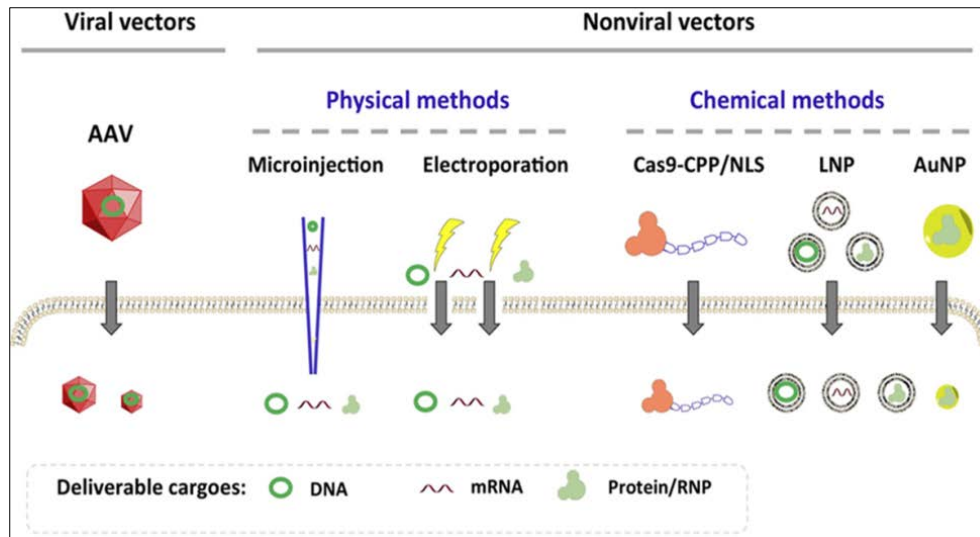 Viral vectors
Nonviral vectors
Physical methods
Chemical methods
AAV
Microinjection
Electroporation
Cas9-CPP/NLS
LNP
AuNP
Deliverable cargoes:
DNA
mRNA
Protein/RNP